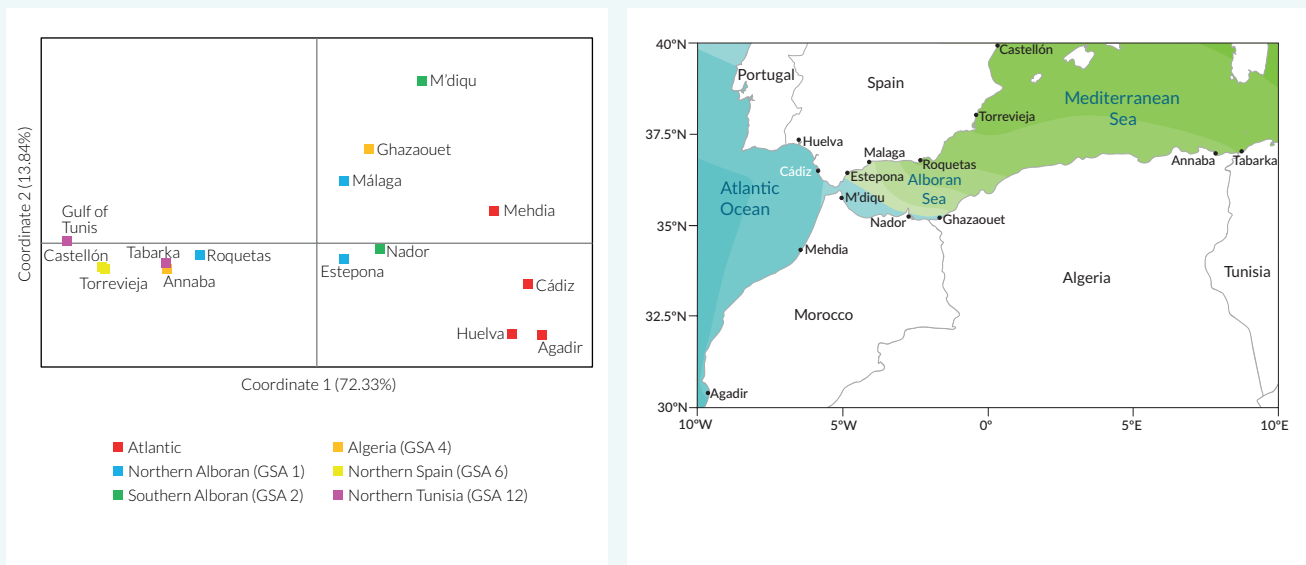 M'diqu
Ghazaouet
Málaga
Mehdia
Gulf of
Tunis
Castellón
Tabarka
Roquetas
Nador
Torrevieja
Annaba
Estepona
Cádiz
Huelva
Agadir
Coordinate 2 (13.84%)
Coordinate 1 (72.33%)
Atlantic
Northern Alboran (GSA 1)
Southern Alboran (GSA 2)
Algeria (GSA 4)
Northern Spain (GSA 6)
Northern Tunisia (GSA 12)
40°N
37.5°N
35°N
32.5°N
30°N
10°W
5°W
0°
5°E
10°E
Castellón
Portugal
Spain
Mediterranean
Sea
Torrevieja
Huelva
Malaga
Roquetas
Annaba
Tabarka
Cádiz
Estepona
Alboran
Sea
Atlantic
Ocean
M'diqu
Nador
Ghazaouet
Mehdia
Algeria
Tunisia
Morocco
Agadir